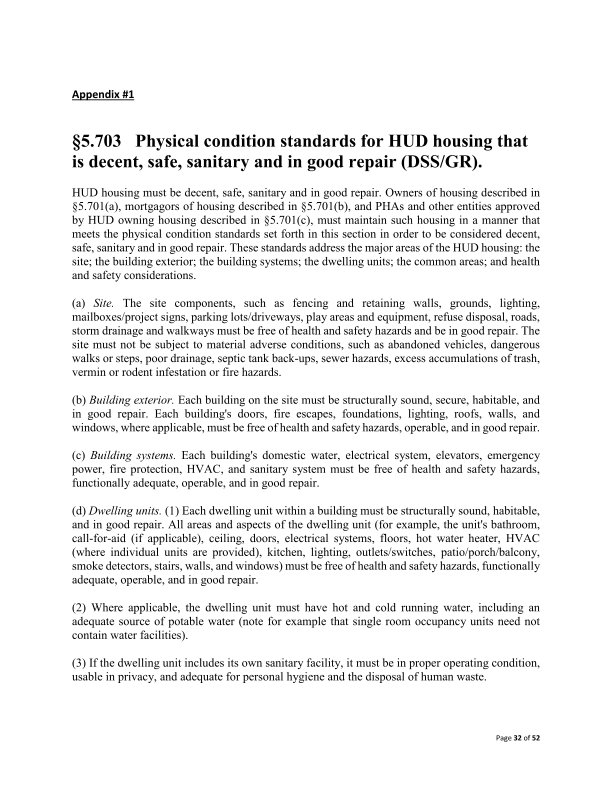 Appendix #1
§5.703   Physical condition standards for HUD housing that
is decent, safe, sanitary and in good repair (DSS/GR).
HUD housing must be decent, safe, sanitary and in good repair. Owners of housing described in
§5.701(a), mortgagors of housing described in §5.701(b), and PHAs and other entities approved
by HUD owning housing described in §5.701(c), must maintain such housing in a manner that
meets the physical condition standards set forth in this section in order to be considered decent,
safe, sanitary and in good repair. These standards address the major areas of the HUD housing: the
site; the building exterior; the building systems; the dwelling units; the common areas; and health
and safety considerations.
(a) Site. The site components, such as fencing and retaining walls, grounds, lighting,
mailboxes/project signs, parking lots/driveways, play areas and equipment, refuse disposal, roads,
storm drainage and walkways must be free of health and safety hazards and be in good repair. The
site must not be subject to material adverse conditions, such as abandoned vehicles, dangerous
walks or steps, poor drainage, septic tank back-ups, sewer hazards, excess accumulations of trash,
vermin or rodent infestation or fire hazards.
(b) Building exterior. Each building on the site must be structurally sound, secure, habitable, and
in good repair. Each building's doors, fire escapes, foundations, lighting, roofs, walls, and
windows, where applicable, must be free of health and safety hazards, operable, and in good repair.
(c) Building systems. Each building's domestic water, electrical system, elevators, emergency
power, fire protection, HVAC, and sanitary system must be free of health and safety hazards,
functionally adequate, operable, and in good repair.
(d) Dwelling units. (1) Each dwelling unit within a building must be structurally sound, habitable,
and in good repair. All areas and aspects of the dwelling unit (for example, the unit's bathroom,
call-for-aid (if applicable), ceiling, doors, electrical systems, floors, hot water heater, HVAC
(where individual units are provided), kitchen, lighting, outlets/switches, patio/porch/balcony,
smoke detectors, stairs, walls, and windows) must be free of health and safety hazards, functionally
adequate, operable, and in good repair.
(2) Where applicable, the dwelling unit must have hot and cold running water, including an
adequate source of potable water (note for example that single room occupancy units need not
contain water facilities).
(3) If the dwelling unit includes its own sanitary facility, it must be in proper operating condition,
usable in privacy, and adequate for personal hygiene and the disposal of human waste.
Page 32 of 52